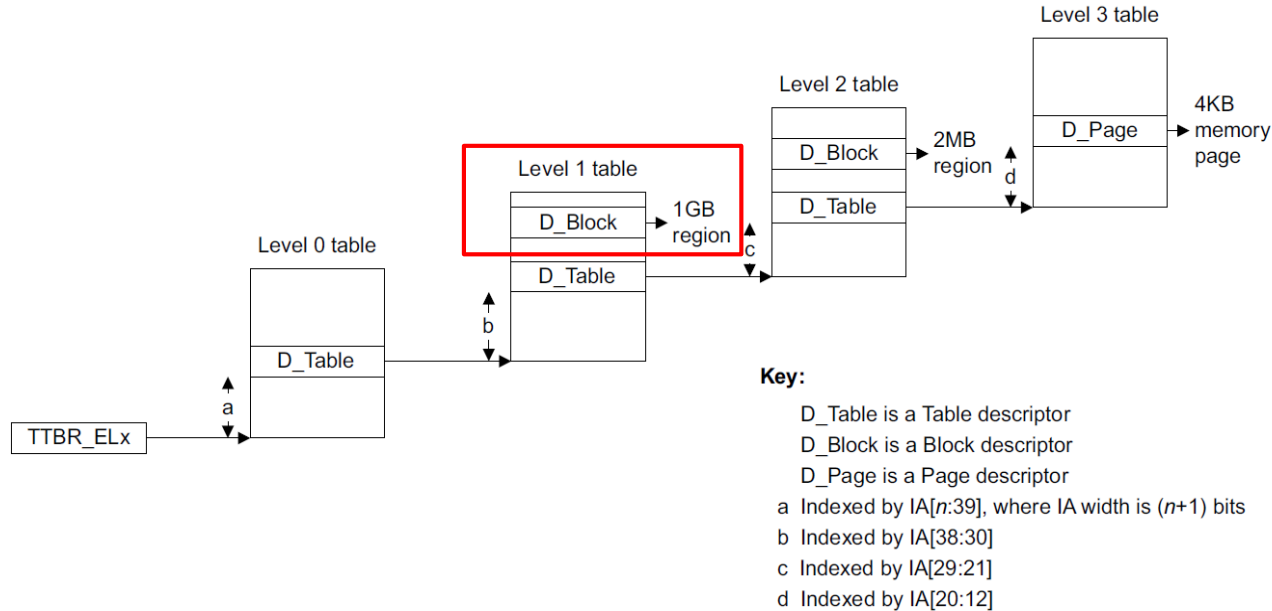 Level 3 table
D_Page
4KB
memory
page
Level 2 table
D_Block
2MB
region
d
D_Table
Level 1 table
D_Block
1GB
region
c
D_Table
Level 0 table
b
D_Table
a
TTBR_ELx
Key:
D_Table is a Table descriptor
D_Block is a Block descriptor
D_Page is a Page descriptor
a Indexed by IA[n:39], where IA width is (n+1) bits
b Indexed by IA[38:30]
c Indexed by IA[29:21]
d Indexed by IA[20:12]